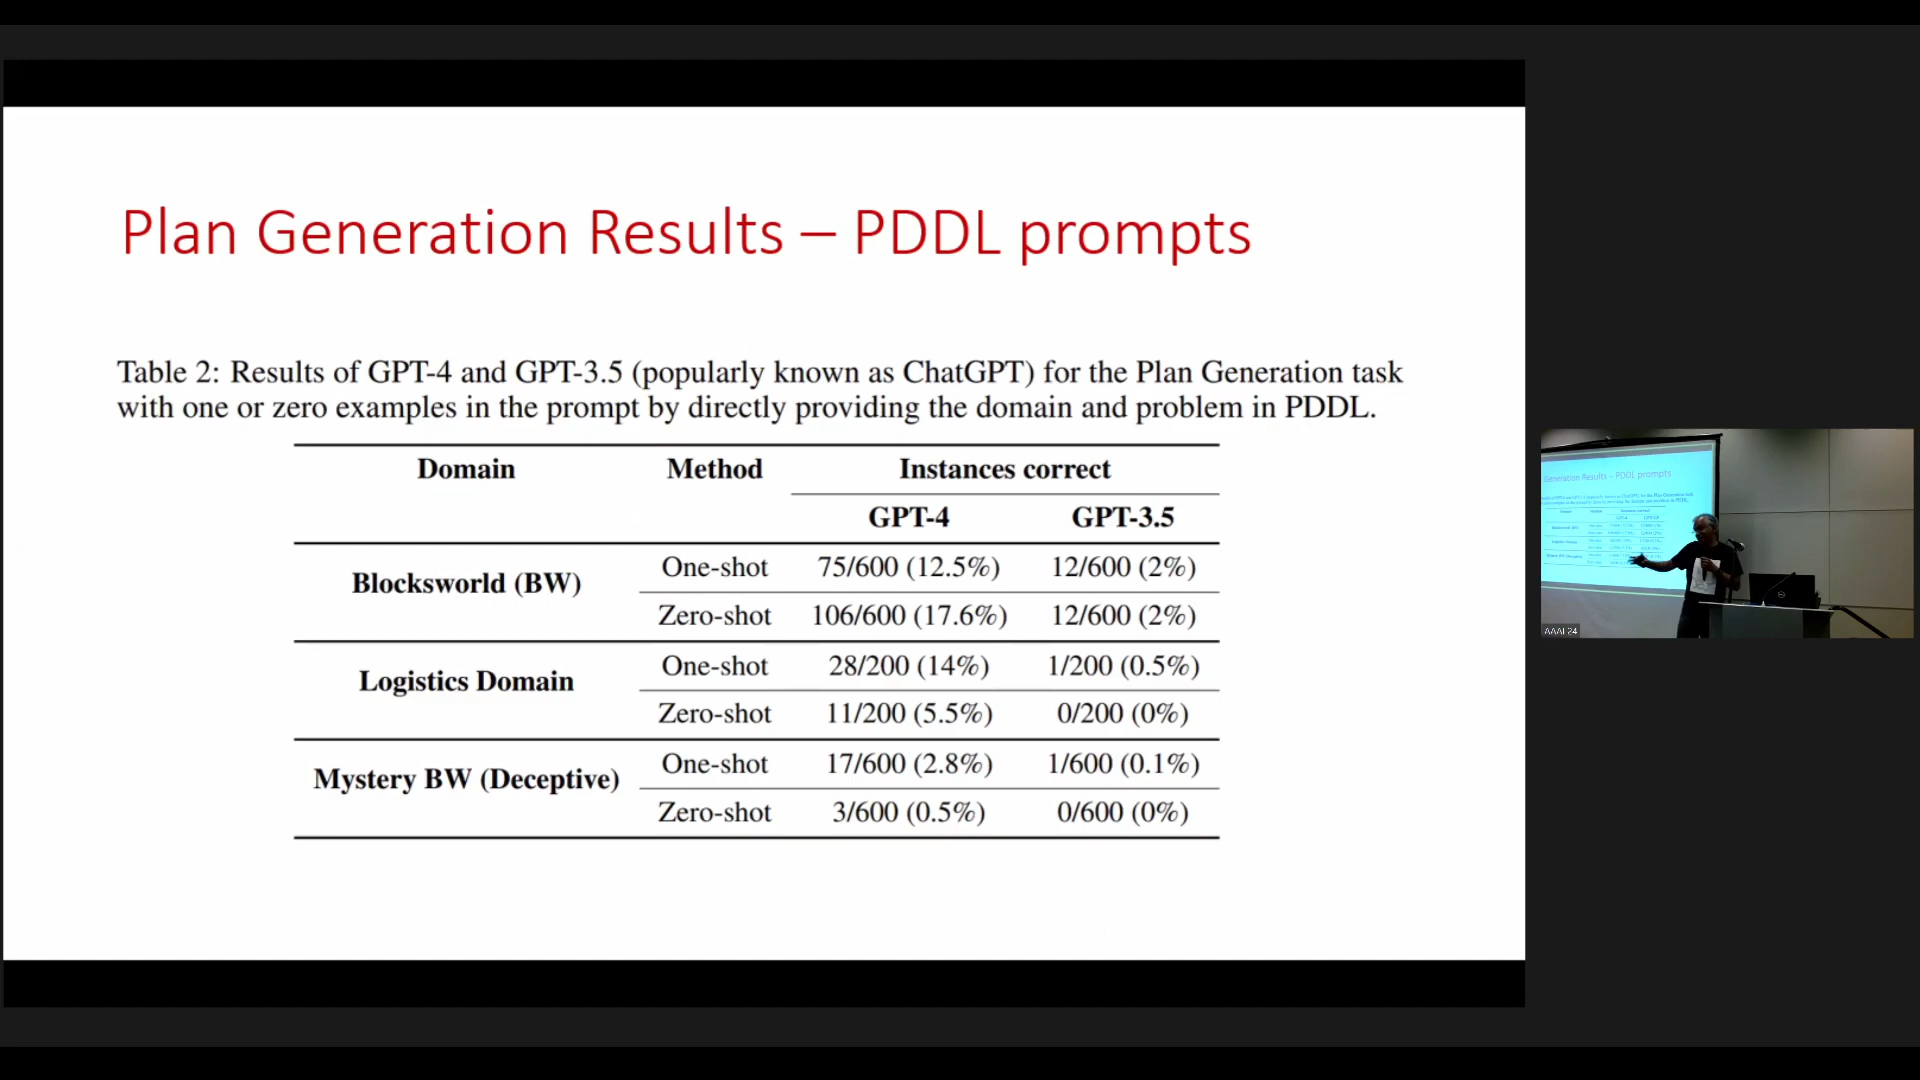 Plan Generation Results – PDDL prompts
Table 2: Results of GPT-4 and GPT-3.5 (popularly known as ChatGPT) for the Plan Generation task
with one or zero examples in the prompt by directly providing the domain and problem in PDDL.
Domain Method Instances correct
GPT-4 GPT-3.5
Blocksworld (BW) One-shot 75/600 (12.5%) 12/600 (2%)
Zero-shot 106/600 (17.6%) 12/600 (2%)
Logistics Domain One-shot 28/200 (14%) 1/200 (0.5%)
Zero-shot 11/200 (5.5%) 0/200 (0%)
Mystery BW (Deceptive) One-shot 17/600 (2.8%) 1/600 (0.1%)
Zero-shot 3/600 (0.5%) 0/600 (0%)
Generation Results – PDDL prompts
AAAI 24